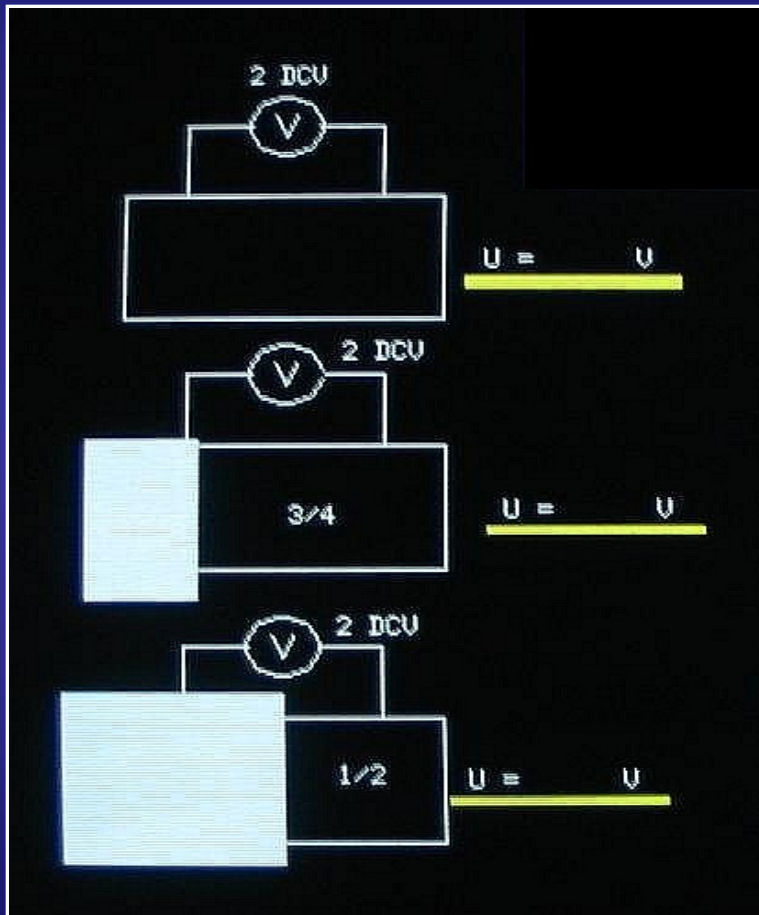 2 DCV
V
U = V
2 DCV
V
3/4
U = V
2 DCV
V
1/2
U = V